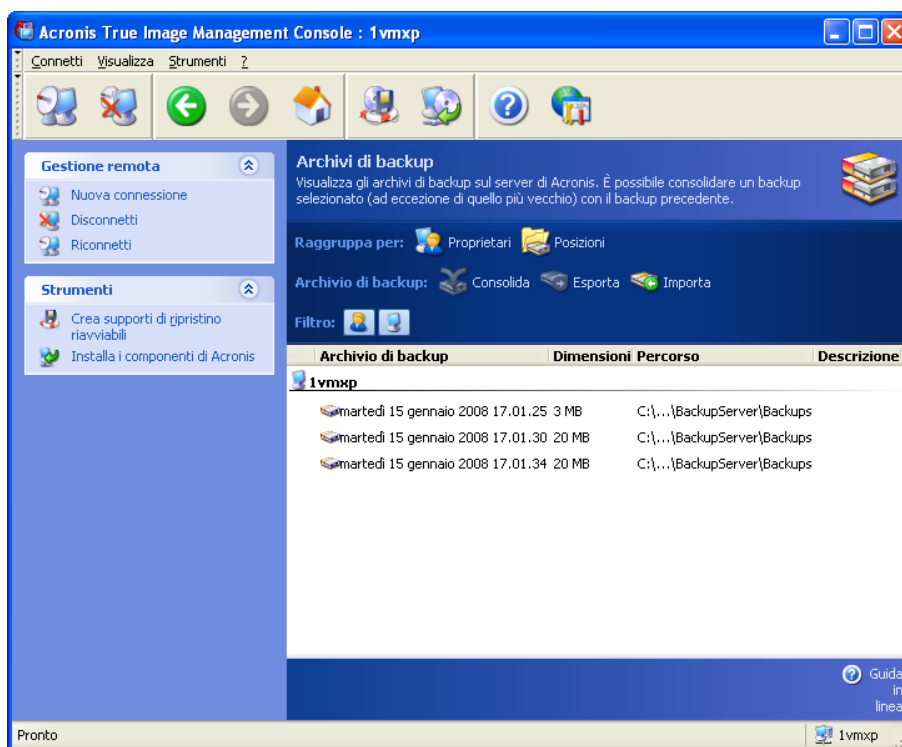 Acronis True Image Management Console : 1vmxp
Connetti Visualizza Strumenti ?
Gestione remota
Nuova connessione
Disconnetti
Riconnetti
Strumenti
Crea supporti di ripristino
riavviabili
Installa i componenti di Acronis
Archivi di backup
Visualizza gli archivi di backup sul server di Acronis. È possibile consolidare un backup
selezionato (ad eccezione di quello più vecchio) con il backup precedente.
Raggruppa per: Proprietari Posizioni
Archivio di backup: Consolida Esporta Importa
Filtro:
Archivio di backup Dimensioni Percorso Descrizione
1vmxp
martedì 15 gennaio 2008 17.01.25 3 MB C:\...\BackupServer\Backups
martedì 15 gennaio 2008 17.01.30 20 MB C:\...\BackupServer\Backups
martedì 15 gennaio 2008 17.01.34 20 MB C:\...\BackupServer\Backups
Guida
in
linea
Pronto 1vmxp